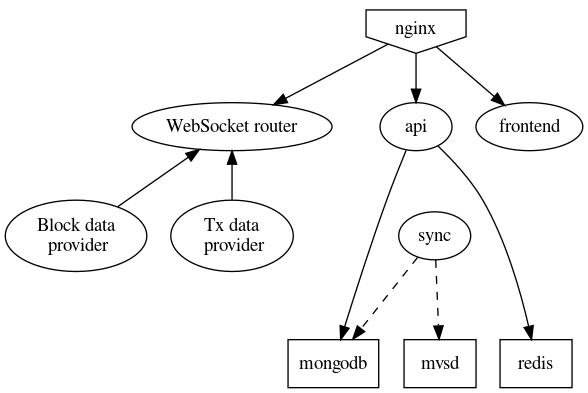 nginx
WebSocket router
api
frontend
Block data
provider
Tx data
provider
sync
mongodb
mvsd
redis